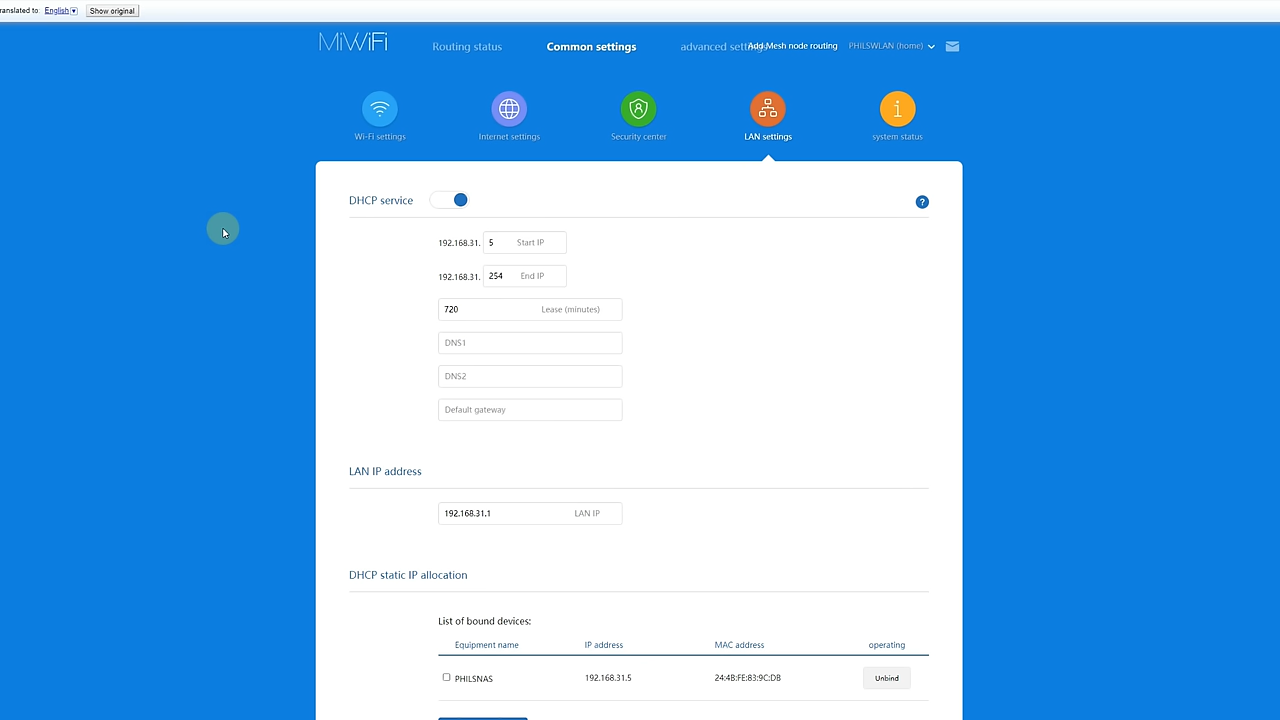 ranslated to: English Show original
MiWiFi Routing status Common settings advanced settings Add Mesh node routing PHILSWLAN (home)
Wi-Fi settings Internet settings Security center LAN settings system status
DHCP service ?
192.168.31. 5 Start IP
192.168.31. 254 End IP
720 Lease (minutes)
DNS1
DNS2
Default gateway
LAN IP address
192.168.31.1 LAN IP
DHCP static IP allocation
List of bound devices:
Equipment name IP address MAC address operating
PHILSNAS 192.168.31.5 24:4B:FE:83:9C:DB Unbind